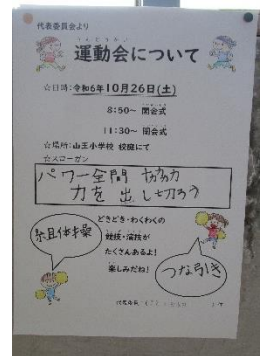 代表委員会より
運動会について
☆日時:令和6年10月26日(土)
8:50~ 開会式
11:30~ 閉会式
☆場所:山王小学校 校庭にて
☆スローガン
パワー全開 協力
力を出し切ろう
どきどき・わくわくの
競技・演技が
たくさんあるよ!
楽しみだね!
組体操
つな引き
代表委員